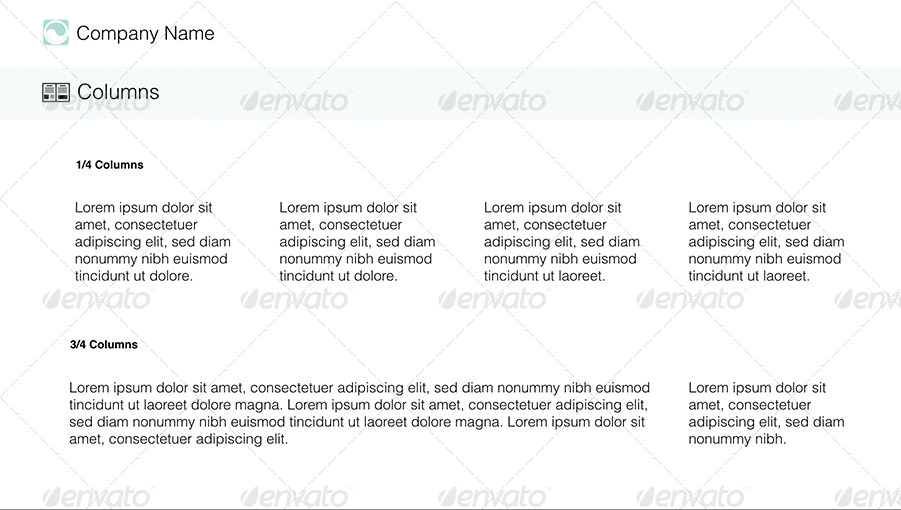 Company Name
Columns
1/4 Columns
Lorem ipsum dolor sit
amet, consectetuer
adipiscing elit, sed diam
nonummy nibh euismod
tincidunt ut dolore.
Lorem ipsum dolor sit
amet, consectetuer
adipiscing elit, sed diam
nonummy nibh euismod
tincidunt ut dolore.
Lorem ipsum dolor sit
amet, consectetuer
adipiscing elit, sed diam
nonummy nibh euismod
tincidunt ut laoreet.
Lorem ipsum dolor sit
amet, consectetuer
adipiscing elit, sed diam
nonummy nibh euismod
tincidunt ut laoreet.
3/4 Columns
Lorem ipsum dolor sit amet, consectetuer adipiscing elit, sed diam nonummy nibh euismod
tincidunt ut laoreet dolore magna. Lorem ipsum dolor sit amet, consectetuer adipiscing elit,
sed diam nonummy nibh euismod tincidunt ut laoreet dolore magna. Lorem ipsum dolor sit
amet, consectetuer adipiscing elit.
Lorem ipsum dolor sit
amet, consectetuer
adipiscing elit, sed diam
nonummy nibh.
envato envato envato envato envato
envato envato envato envato envato
envato envato envato envato envato